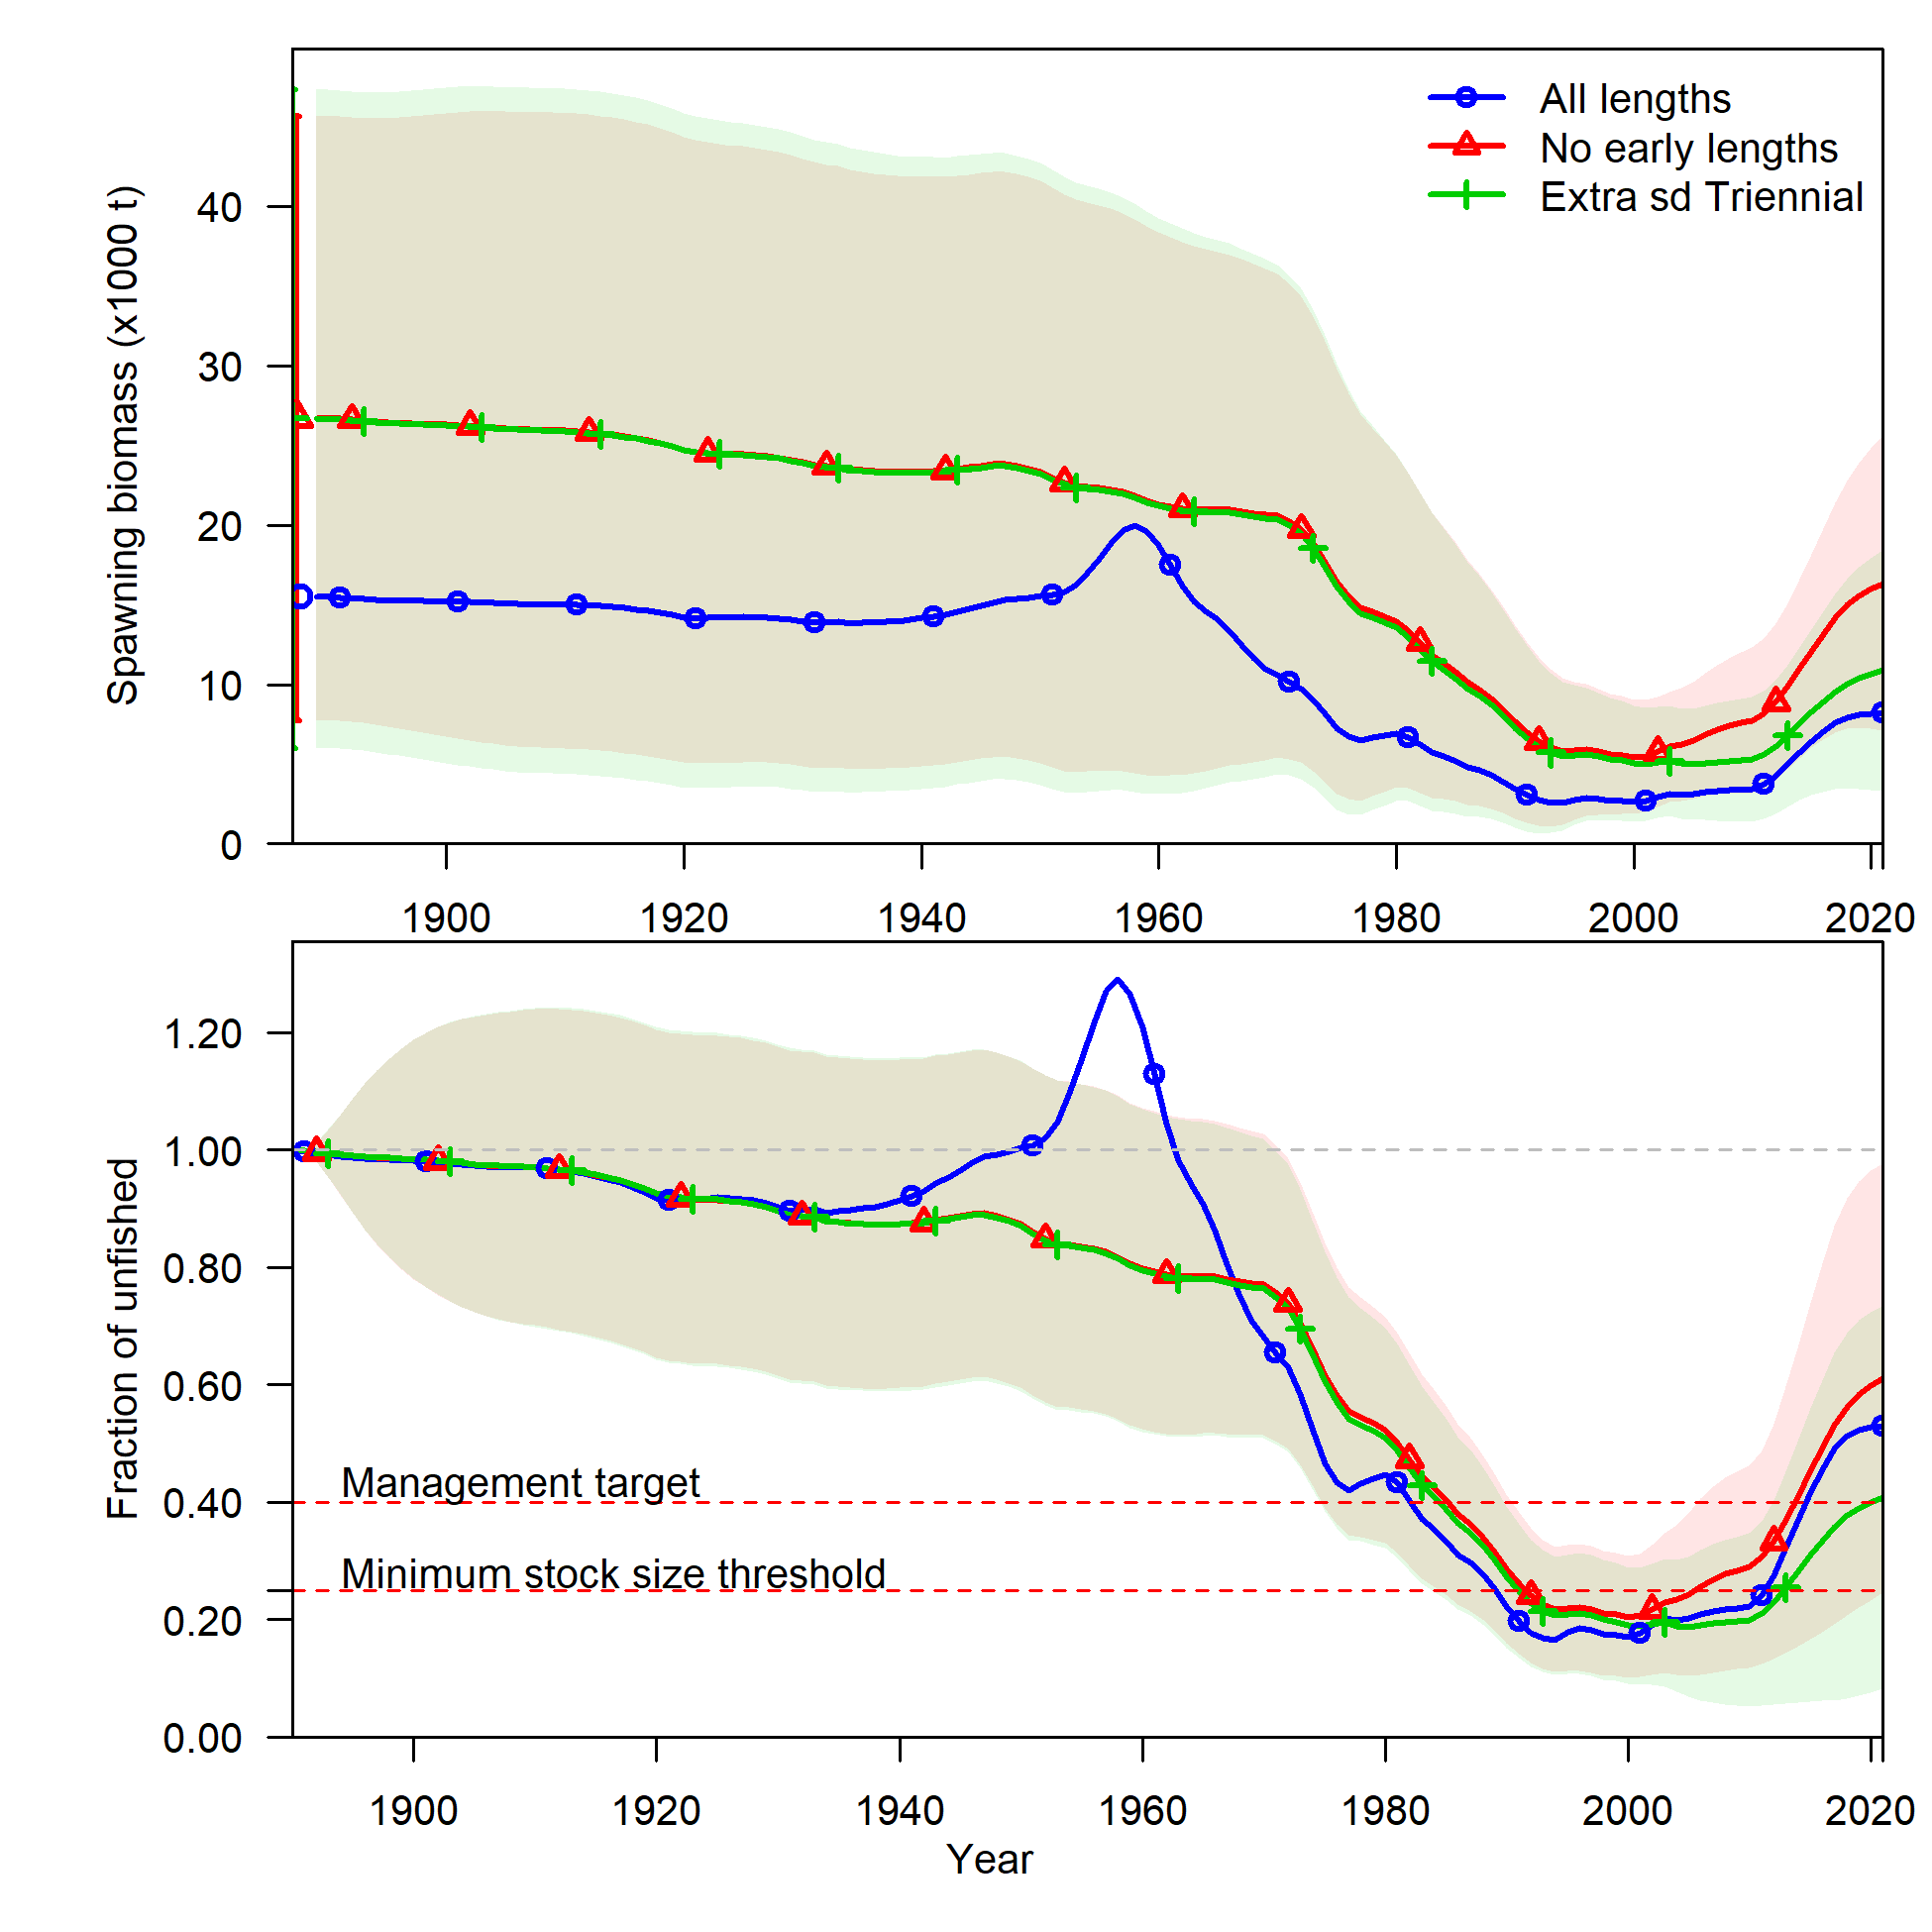 All lengths
No early lengths
Extra sd Triennial
Spawning biomass (x1000 t)
40
30
20
10
0
1900 1920 1940 1960 1980 2000 2020
Fraction of unfished
1.20
1.00
0.80
0.60
0.40
0.20
0.00
Management target
Minimum stock size threshold
1900 1920 1940 1960 1980 2000 2020
Year